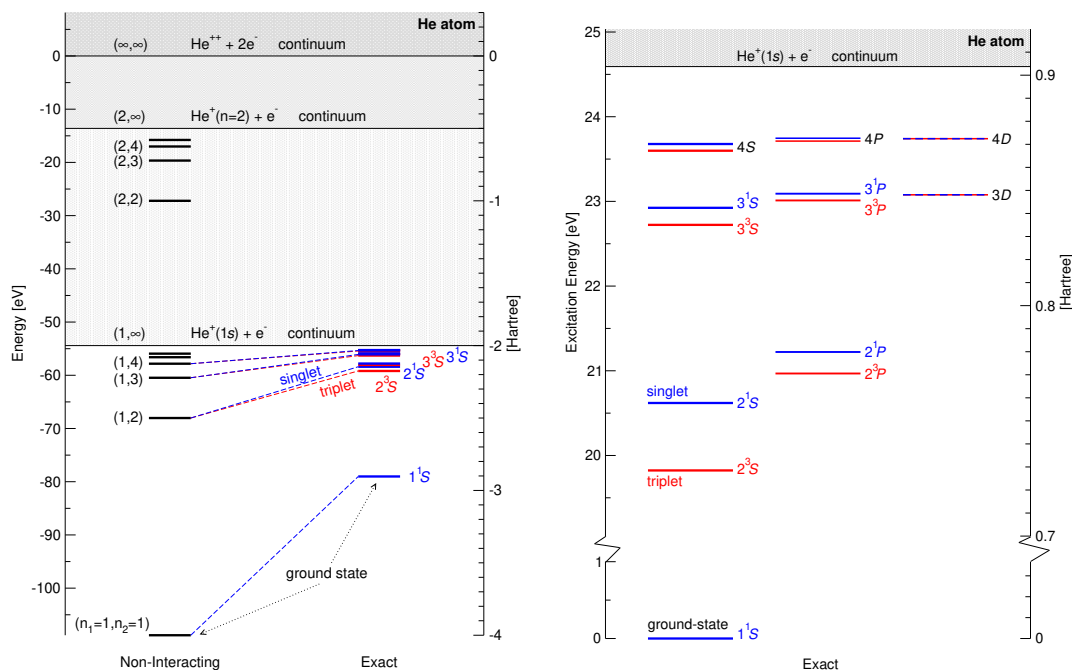 He atom
(∞,∞) He++ + 2e- continuum
0
(2,∞) He+(n=2) + e- continuum
-10
(2,4)
-20
(2,3)
(2,2)
-30
-40
-50
(1,∞) He+(1s) + e- continuum
(1,4)
(1,3)
-60
(1,2)
-70
-80
-90
-100
(n1=1,n2=1)
Energy [eV]
singlet
triplet
3³S 3¹S
2¹S
2³S
1¹S
ground state
0
-1
-2
-3
-4
[Hartree]
Non-Interacting Exact
He atom
He+(1s) + e- continuum
25
24
23
22
21
20
1
0
Excitation Energy [eV]
4S 4P 4D
3¹S 3¹P 3D
3³S 3³P
2¹P
2³P
singlet 2¹S
triplet 2³S
ground-state 1¹S
0.9
0.8
0.7
0
[Hartree]
Exact